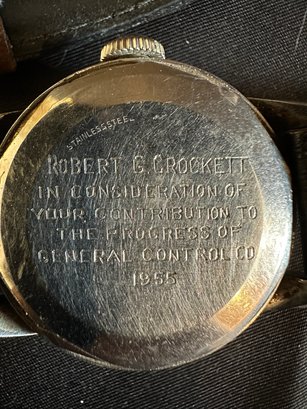 STAINLESS STEEL
ROBERT G. CROCKETT
IN CONSIDERATION OF
YOUR CONTRIBUTION TO
THE PROGRESS OF
GENERAL CONTROL CO
1955